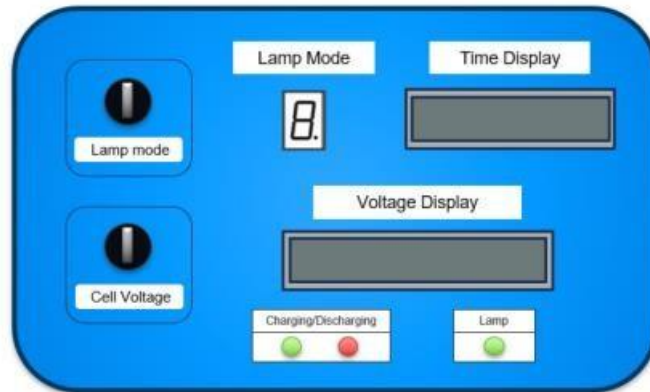 Lamp Mode
Time Display
Lamp mode
8.
Voltage Display
Cell Voltage
Charging/Discharging
Lamp